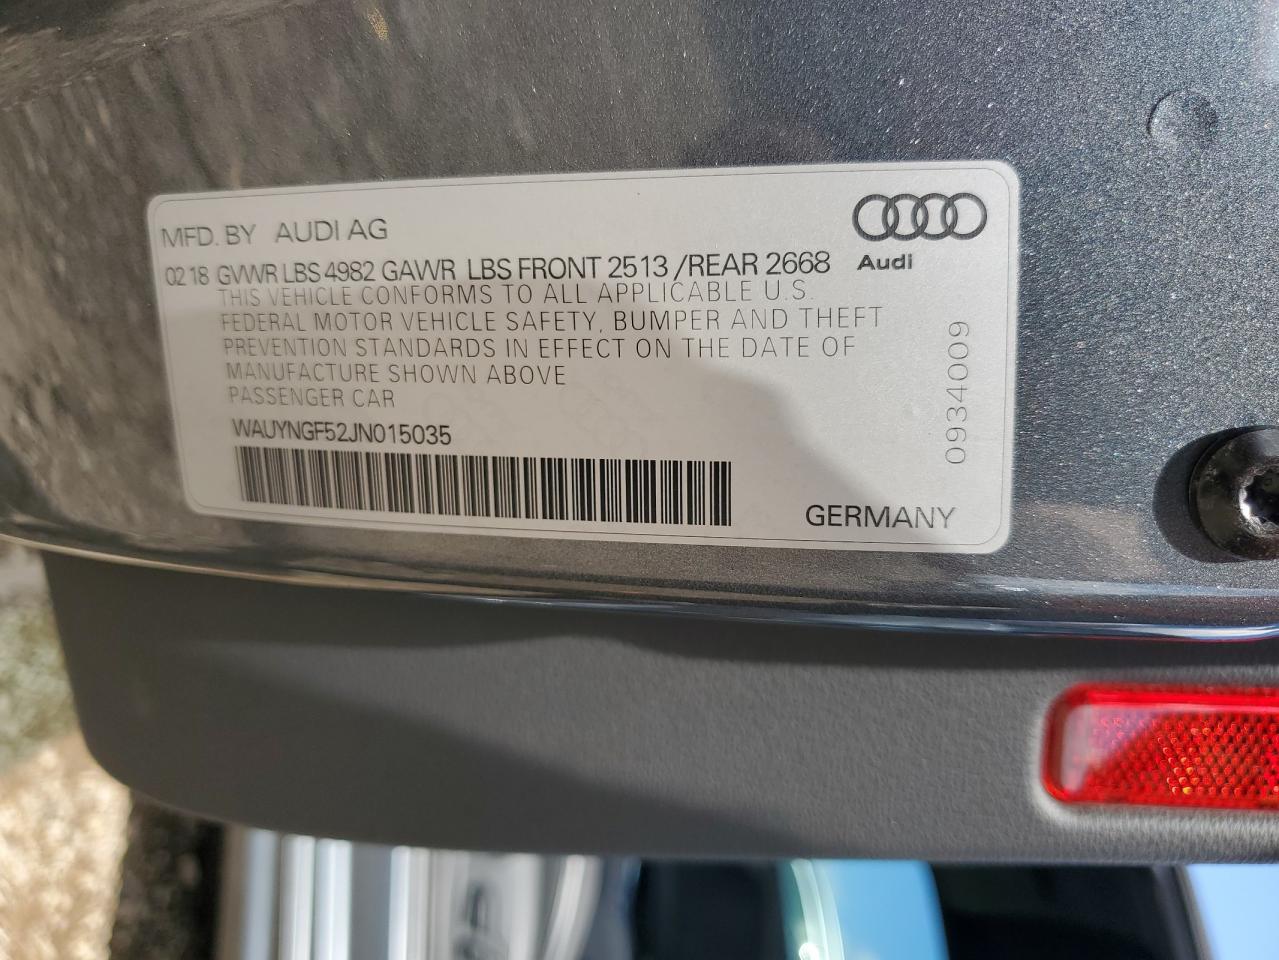 MFD. BY AUDI AG
02 18 GVWR LBS 4982 GAWR LBS FRONT 2513 /REAR 2668
Audi
THIS VEHICLE CONFORMS TO ALL APPLICABLE U.S.
FEDERAL MOTOR VEHICLE SAFETY, BUMPER AND THEFT
PREVENTION STANDARDS IN EFFECT ON THE DATE OF
MANUFACTURE SHOWN ABOVE
PASSENGER CAR
WAUYNGF52JN015035
0934009
GERMANY